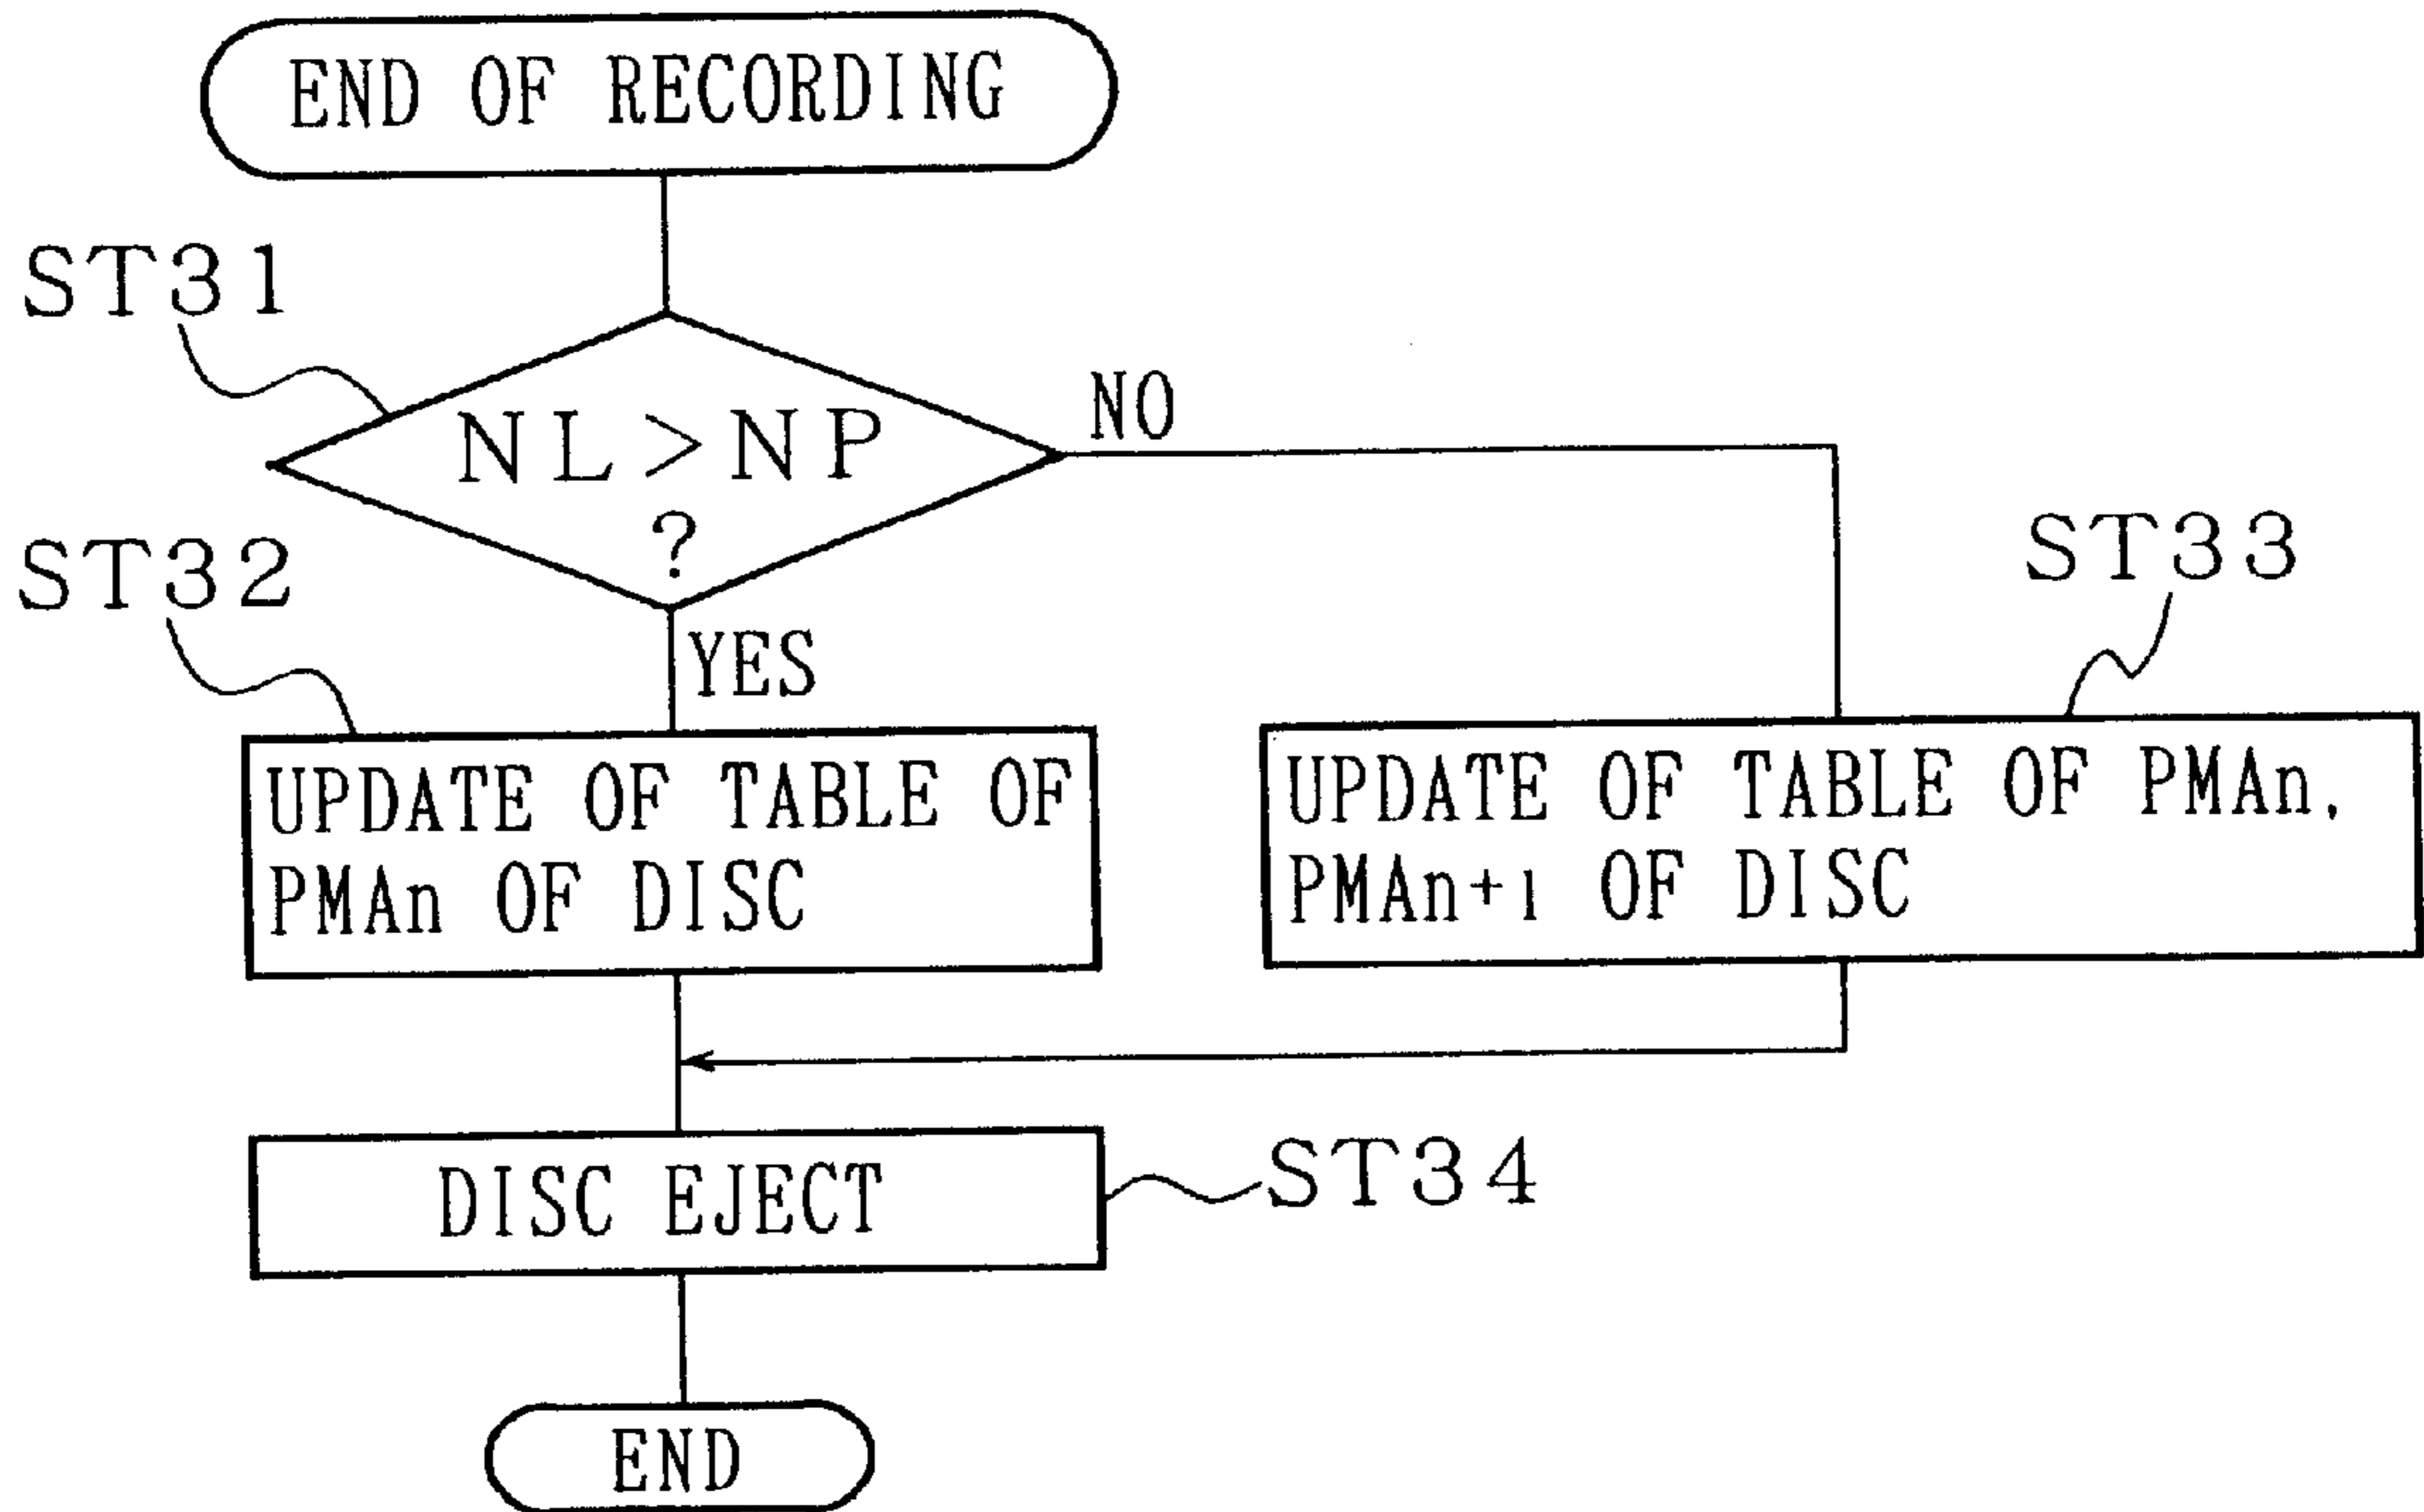 END OF RECORDING
ST31
NL>NP
?
NO
YES
ST32
ST33
UPDATE OF TABLE OF
PMAn OF DISC
UPDATE OF TABLE OF PMAn,
PMAn+1 OF DISC
DISC EJECT
ST34
END